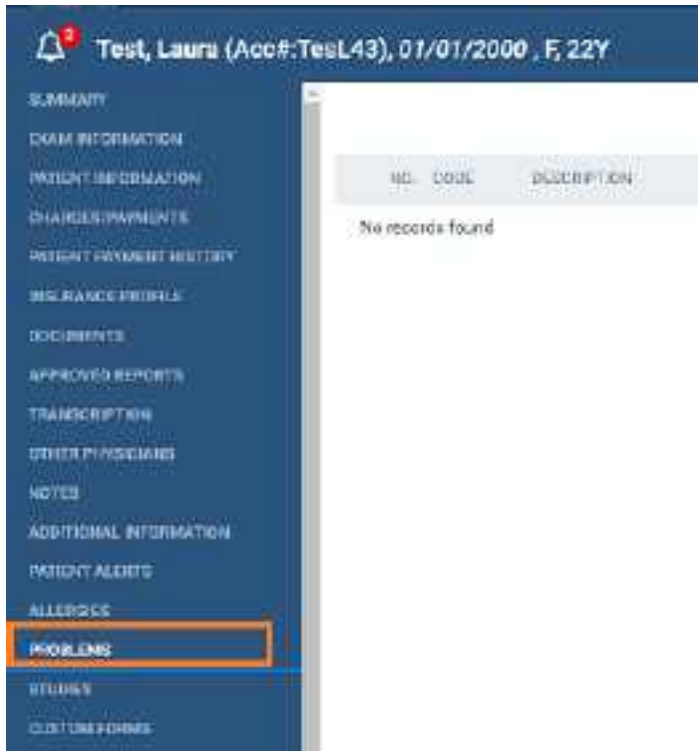 2
Test, Laura (Acc#:TesL43), 01/01/2000 , F, 22Y
SUMMARY
EXAM INFORMATION
PATIENT INFORMATION
CHARGES/PAYMENTS
PATIENT PAYMENT HISTORY
INSURANCE PROFILE
DOCUMENTS
APPROVED REPORTS
TRANSCRIPTION
OTHER PHYSICIANS
NOTES
ADDITIONAL INFORMATION
PATIENT ALERTS
ALLERGIES
PROBLEMS
STUDIES
CUSTOM FORMS
NO. CODE DESCRIPTION
No records found